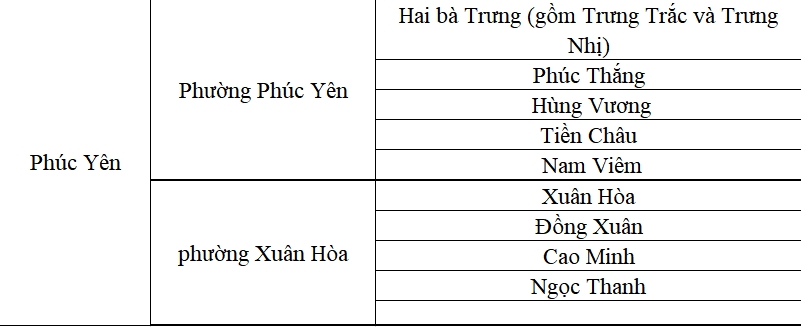 Phúc Yên
Phường Phúc Yên
Hai bà Trưng (gồm Trưng Trắc và Trưng
Nhị)
Phúc Thắng
Hùng Vương
Tiền Châu
Nam Viêm
phường Xuân Hòa
Xuân Hòa
Đồng Xuân
Cao Minh
Ngọc Thanh